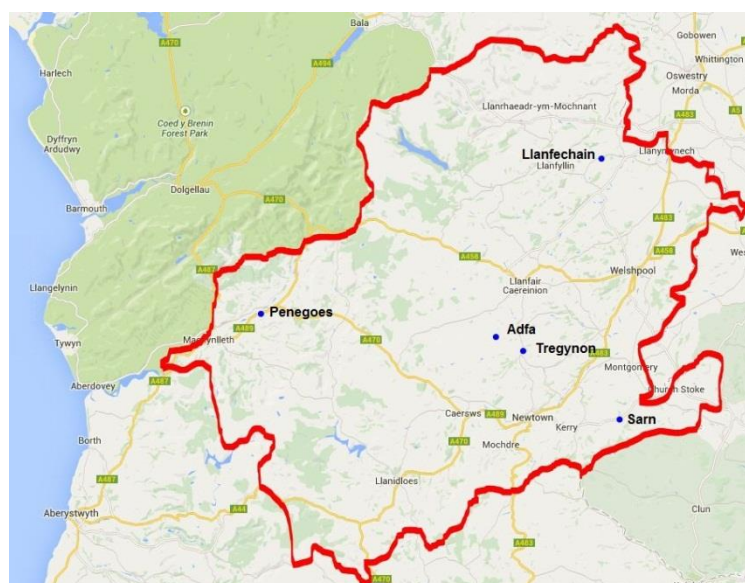 Bala
A470
Gobowen
Whittington
Harlech
A494
Oswestry
Morda
A5
Coed y Brenin
Forest Park
Llanrhaeadr-ym-Mochnant
A483
Dyffryn
Ardudwy
Llanfechain
Llanymynech
Llanfyllin
Dolgellau
Barmouth
A470
A483
A458
Wes
A487
A458
Welshpool
Llangelynin
Llanfair
Caereinion
Penegoes
A489
Adfa
Machynlleth
A470
Tregynon
A483
Tywyn
Montgomery
Aberdovey
A487
Church Stoke
Caersws
A489
Newtown
Sarn
Kerry
Borth
Mochdre
A470
A487
Llanidloes
Aberystwyth
A44
Clun
A483
A470